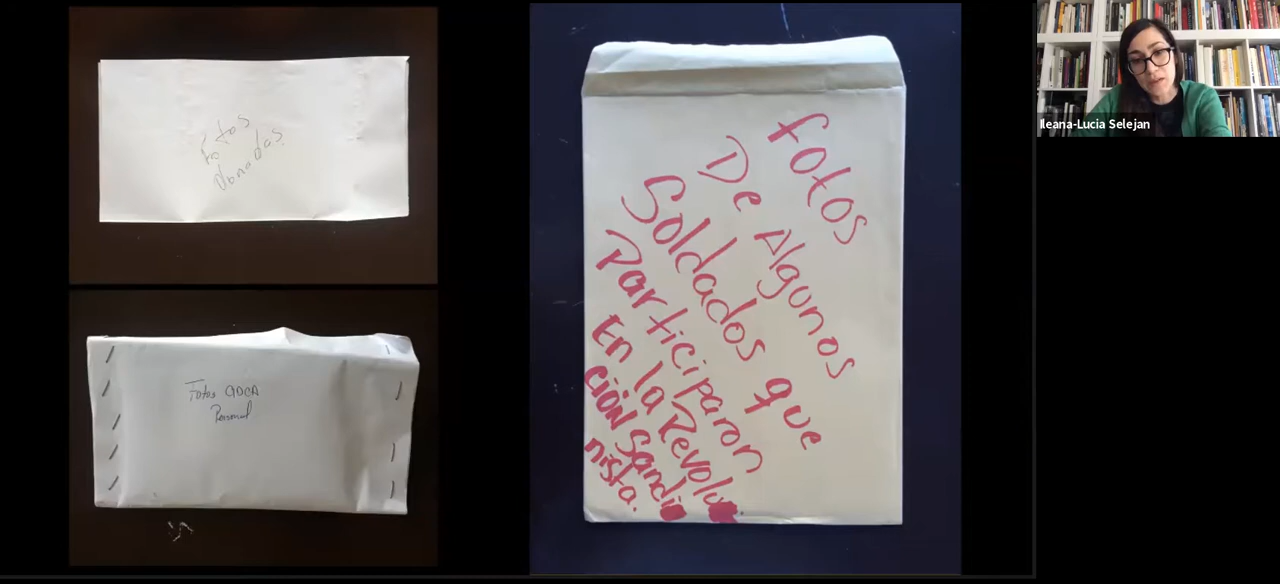 Fotos
Donadas
Fotos
Personal
Fotos
De Algunos
Soldados que
Participaron
En la Revolu
ción Sandi
nista.
Ileana-Lucia Selejan